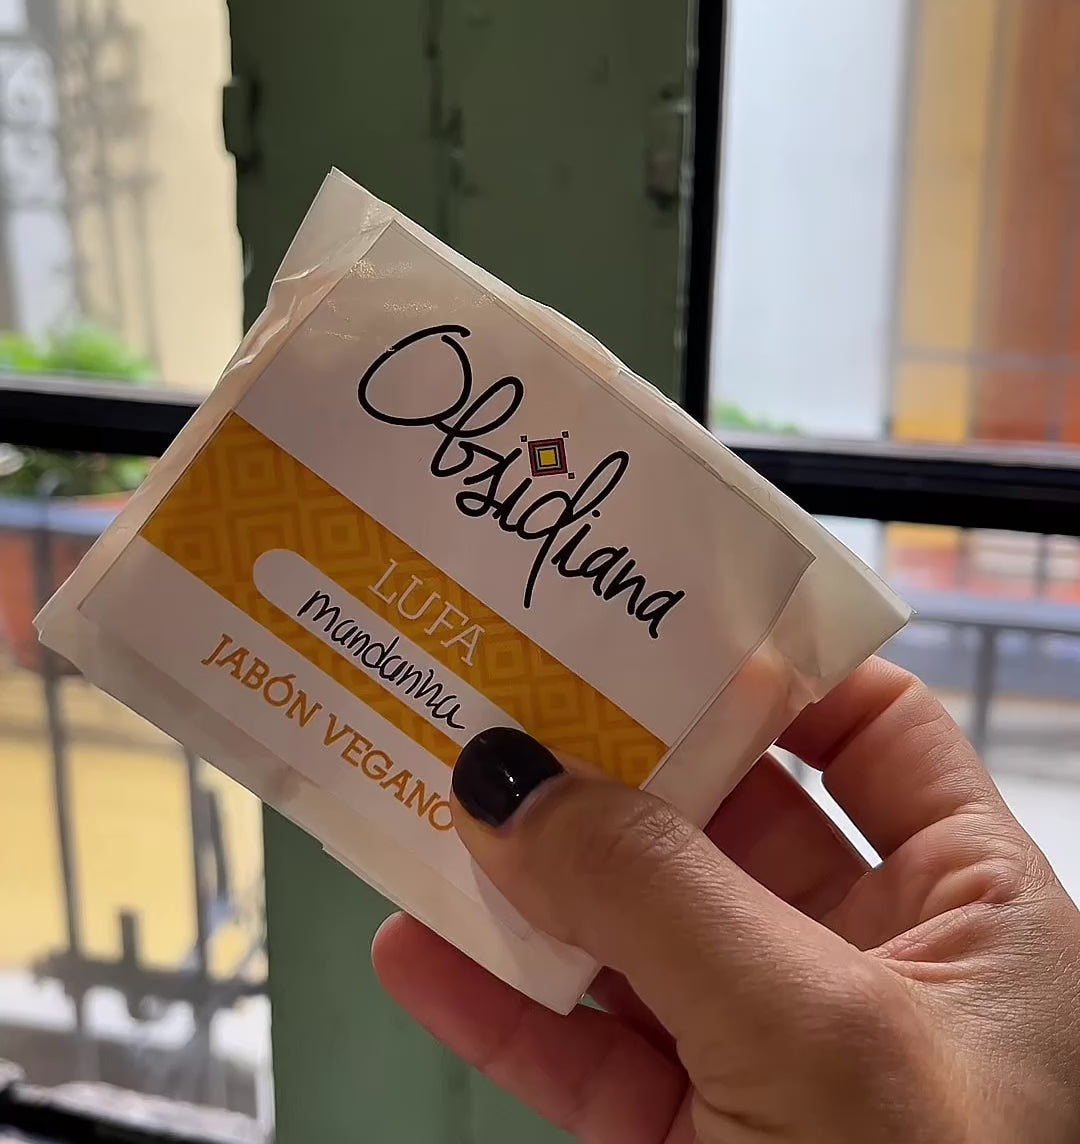 Obsidiana
LUFA
mandarina
JABÓN VEGANO